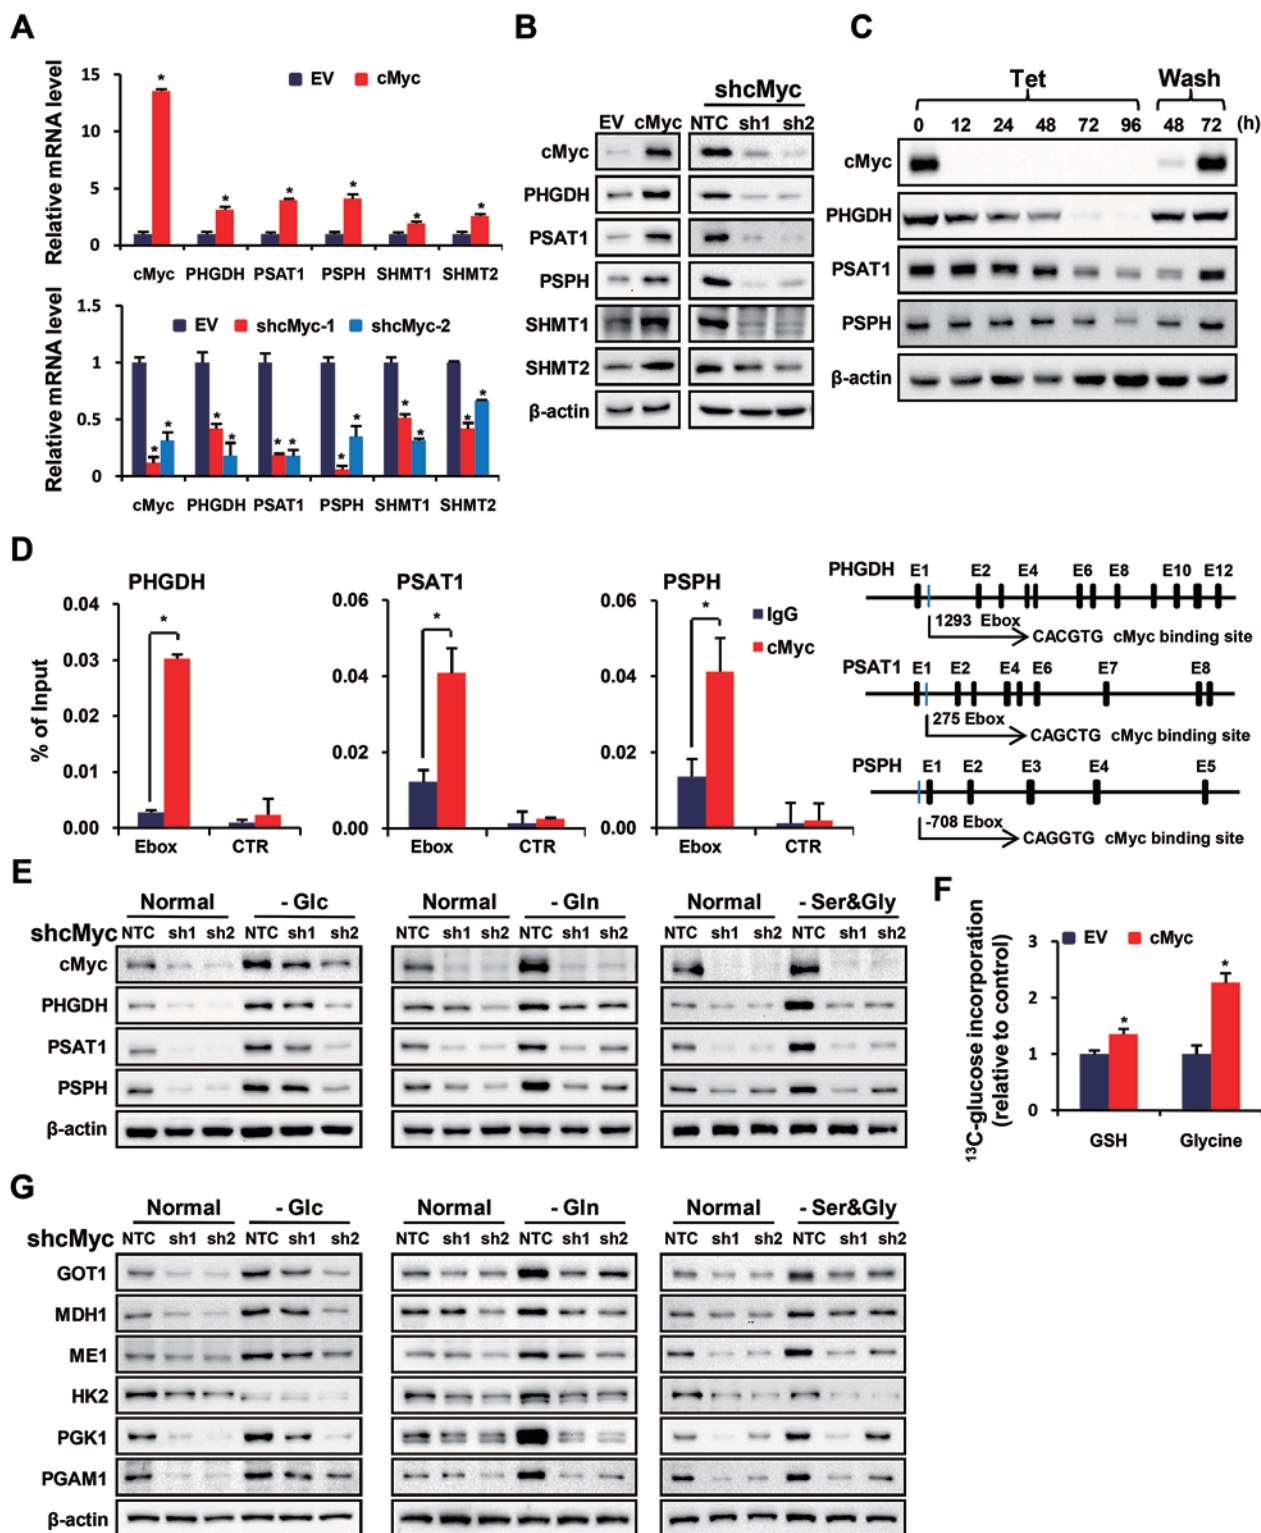 A
Relative mRNA level
15
10
5
0
EV cMyc
* * * * * *
cMyc PHGDH PSAT1 PSPH SHMT1 SHMT2
Relative mRNA level
1.5
1
0.5
0
EV shcMyc-1 shcMyc-2
* * * * * * * * * * * *
cMyc PHGDH PSAT1 PSPH SHMT1 SHMT2
B
shcMyc
EV cMyc NTC sh1 sh2
cMyc
PHGDH
PSAT1
PSPH
SHMT1
SHMT2
β-actin
C
Tet Wash
0 12 24 48 72 96 48 72 (h)
cMyc
PHGDH
PSAT1
PSPH
β-actin
D
% of Input
PHGDH
0.04
0.03
0.02
0.01
0.00
*
Ebox CTR
PSAT1
0.06
0.04
0.02
0.00
*
Ebox CTR
PSPH
0.06
0.04
0.02
0.00
*
Ebox CTR
IgG
cMyc
PHGDH E1 E2 E4 E6 E8 E10 E12
1293 Ebox
CACGTG cMyc binding site
PSAT1 E1 E2 E4 E6 E7 E8
275 Ebox
CAGCTG cMyc binding site
PSPH E1 E2 E3 E4 E5
-708 Ebox
CAGGTG cMyc binding site
E
Normal - Glc Normal - Gln Normal - Ser&Gly
shcMyc NTC sh1 sh2 NTC sh1 sh2 NTC sh1 sh2 NTC sh1 sh2 NTC sh1 sh2 NTC sh1 sh2
cMyc
PHGDH
PSAT1
PSPH
β-actin
F
13C-glucose incorporation
(relative to control)
EV cMyc
3
2
1
0
* *
GSH Glycine
G
Normal - Glc Normal - Gln Normal - Ser&Gly
shcMyc NTC sh1 sh2 NTC sh1 sh2 NTC sh1 sh2 NTC sh1 sh2 NTC sh1 sh2 NTC sh1 sh2
GOT1
MDH1
ME1
HK2
PGK1
PGAM1
β-actin